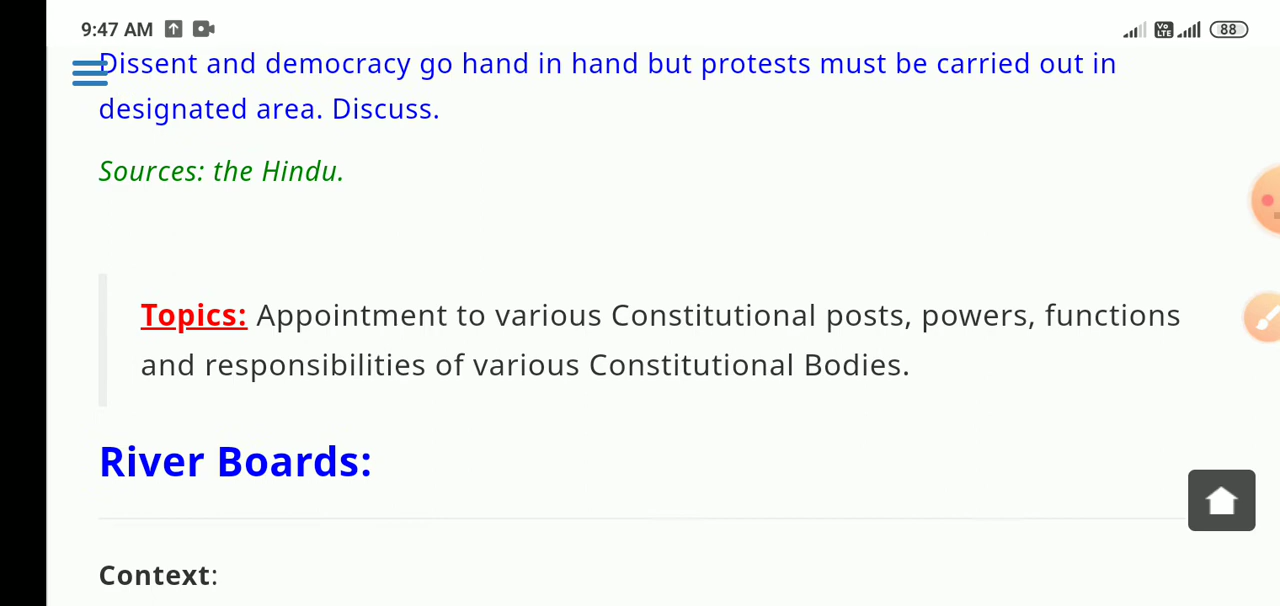 9:47 AM
Vo LTE
88
Dissent and democracy go hand in hand but protests must be carried out in
designated area. Discuss.
Sources: the Hindu.
Topics: Appointment to various Constitutional posts, powers, functions
and responsibilities of various Constitutional Bodies.
River Boards:
Context: